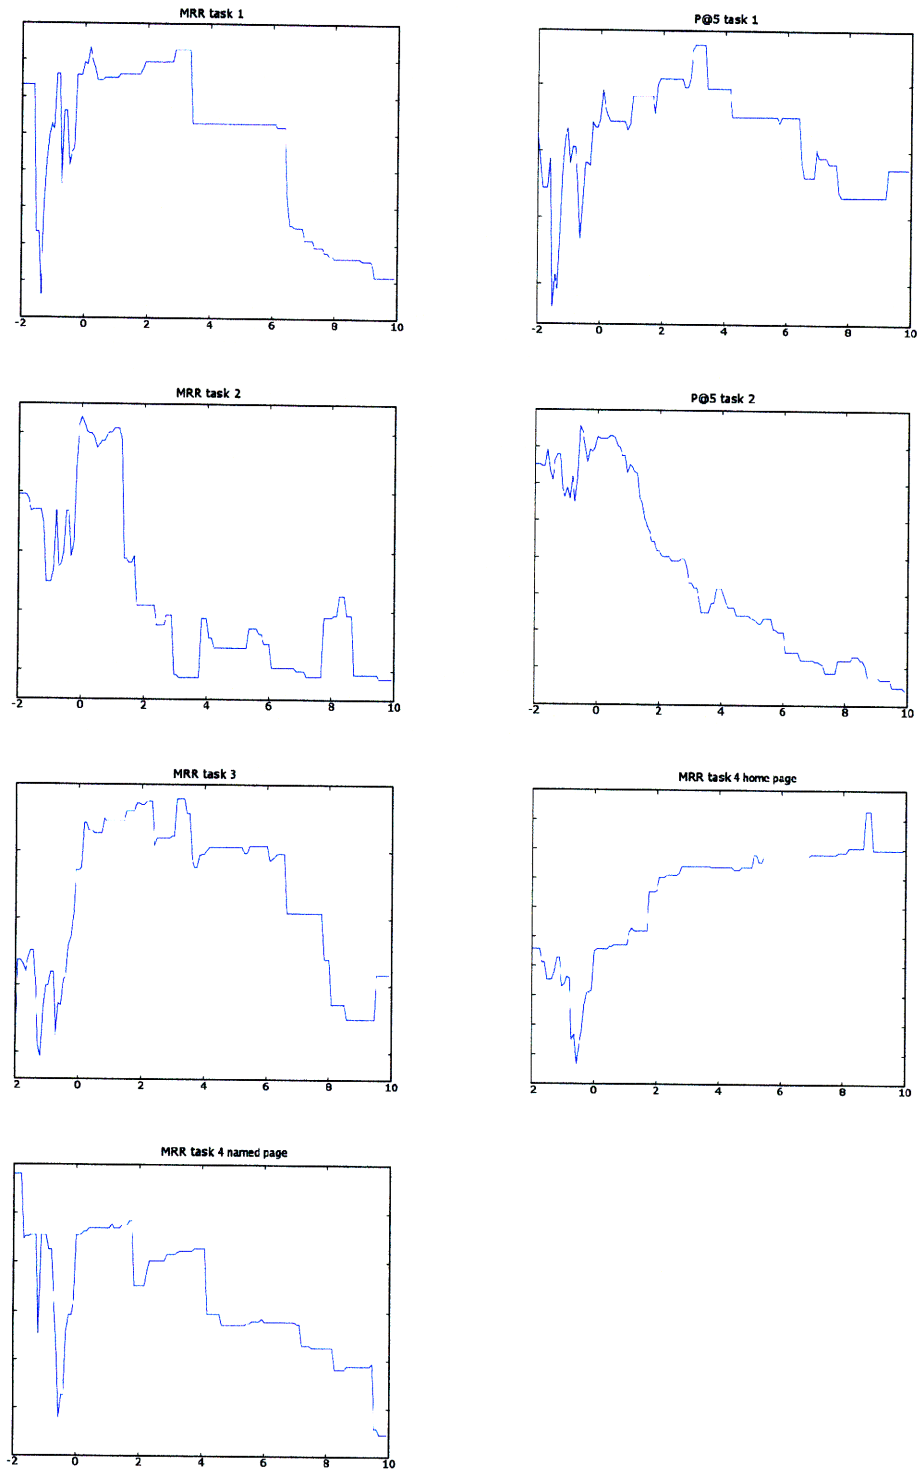 MRR task 1
-2 0 2 4 6 8 10
P@5 task 1
-2 0 2 4 6 8 10
MRR task 2
-2 0 2 4 6 8 10
P@5 task 2
-2 0 2 4 6 8 10
MRR task 3
2 0 2 4 6 8 10
MRR task 4 home page
-2 0 2 4 6 8 10
MRR task 4 named page
-2 0 2 4 6 8 10